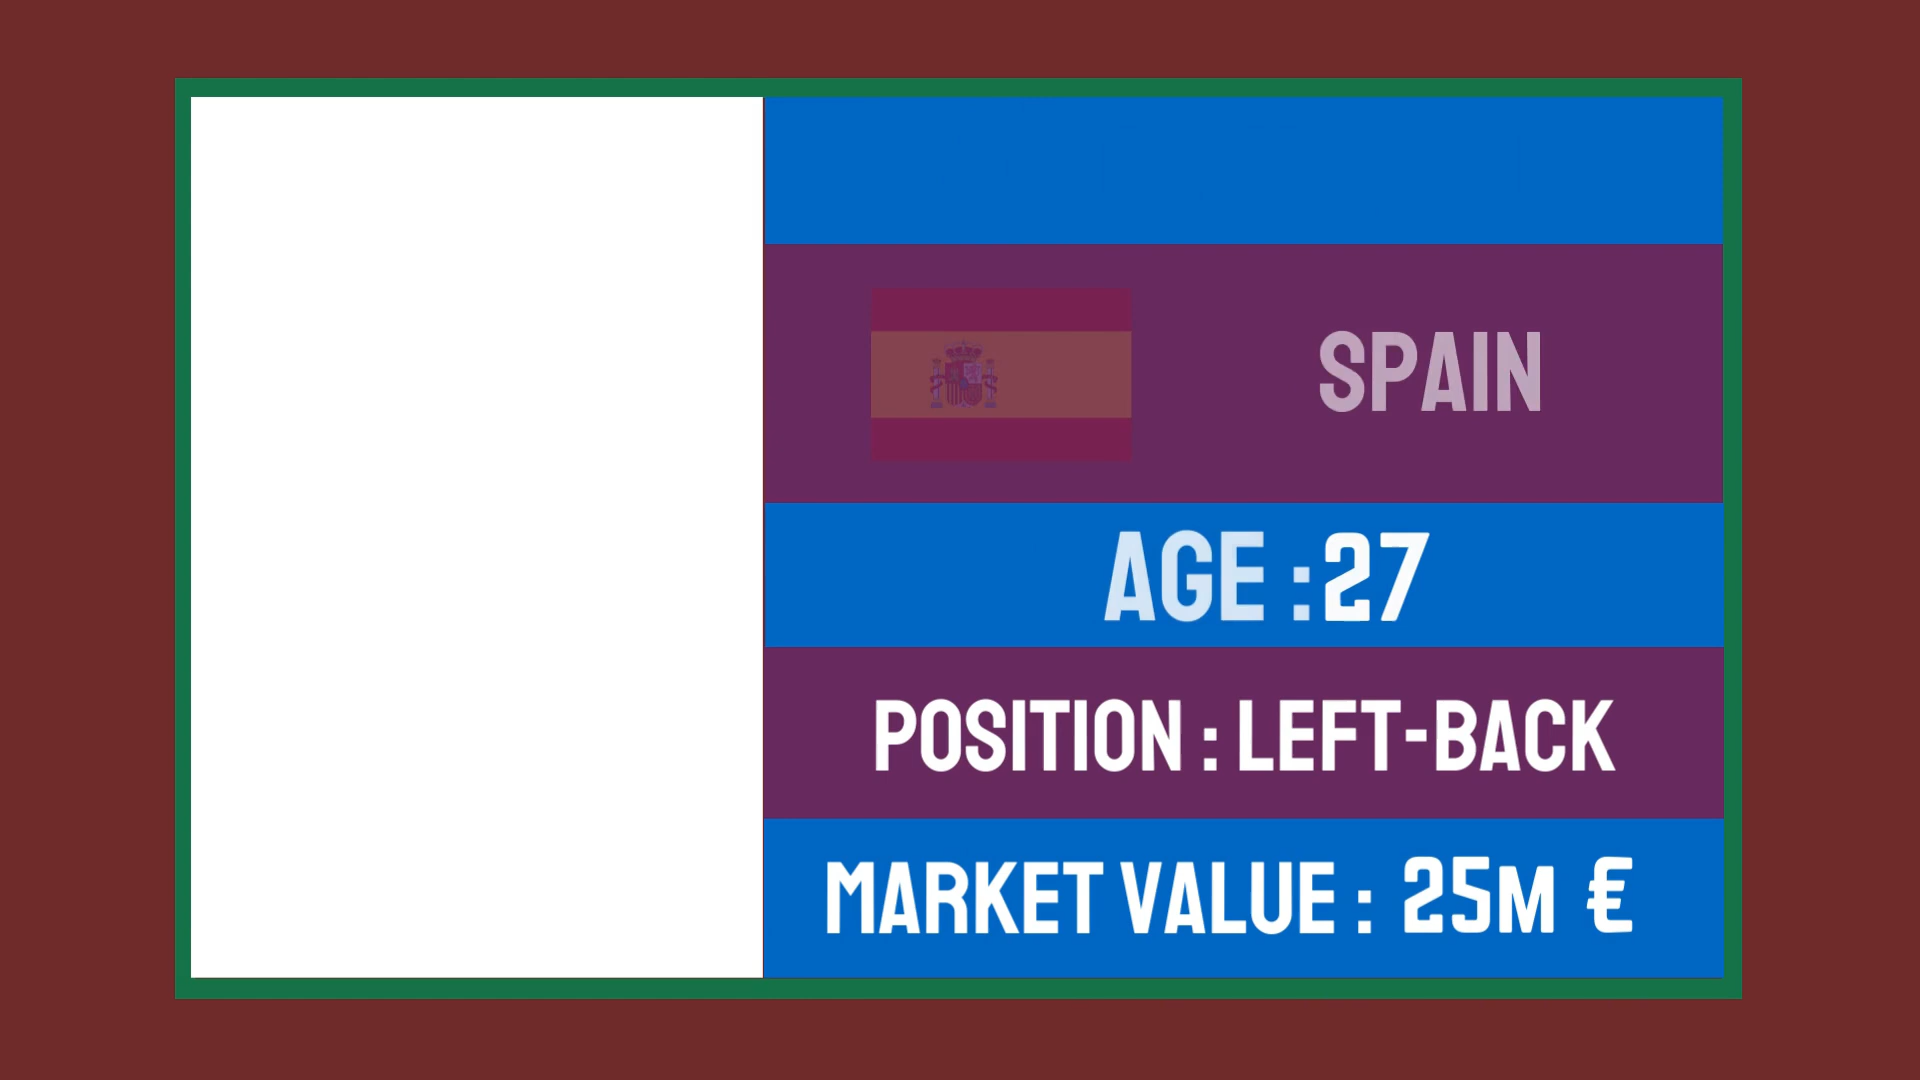 SPAIN
AGE :27
POSITION : LEFT-BACK
MARKET VALUE : 25M €